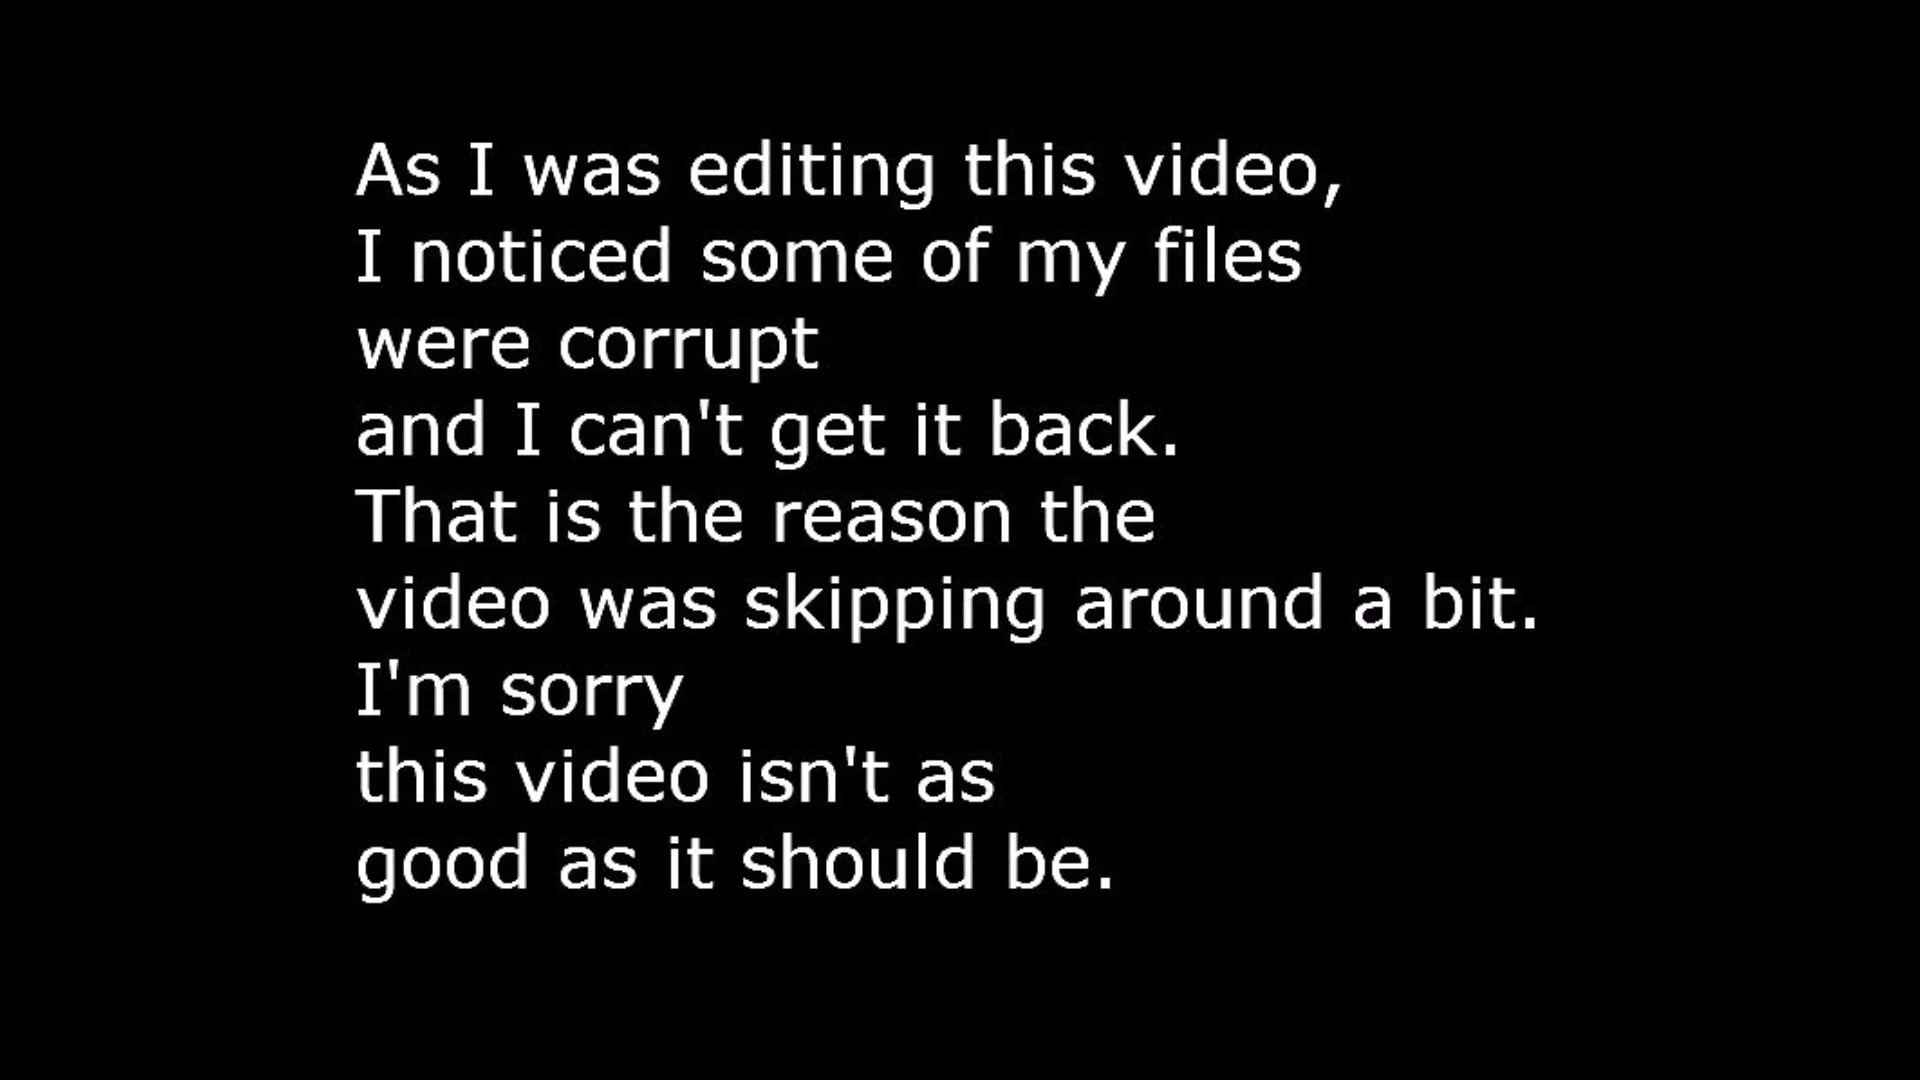 As I was editing this video,
I noticed some of my files
were corrupt
and I can't get it back.
That is the reason the
video was skipping around a bit.
I'm sorry
this video isn't as
good as it should be.